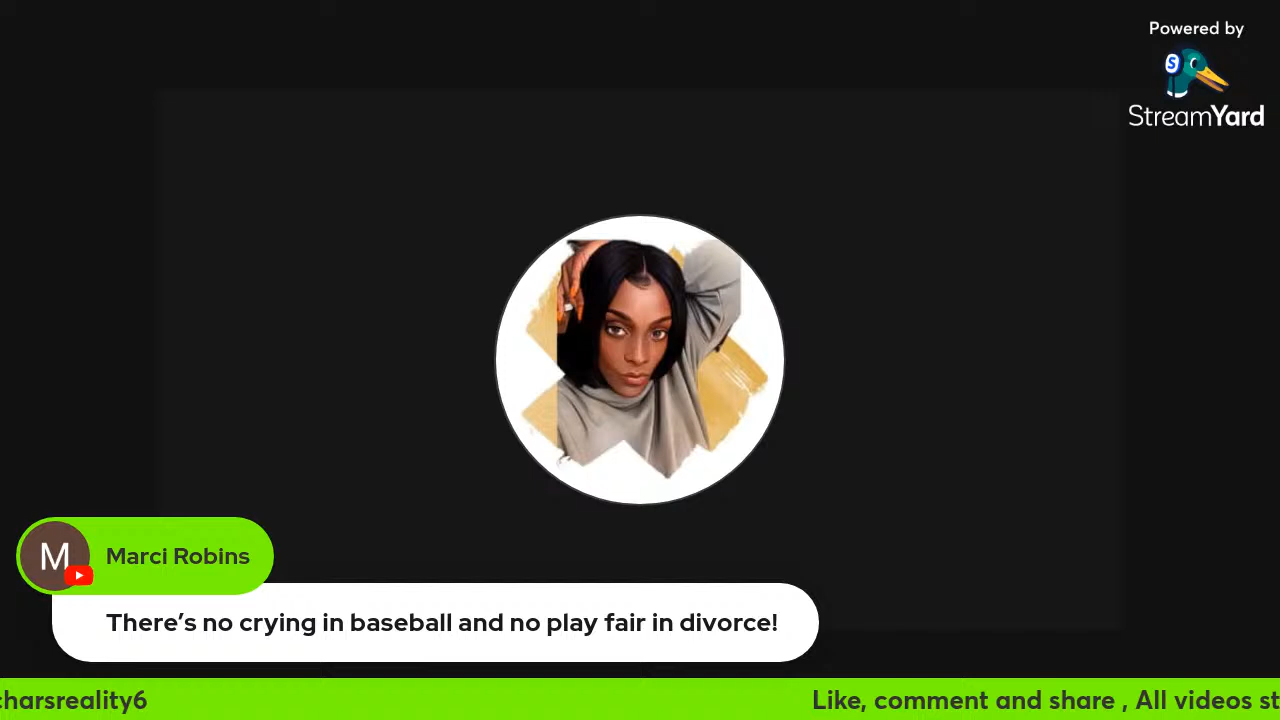 Powered by
S
StreamYard
M
Marci Robins
There’s no crying in baseball and no play fair in divorce!
charsreality6
Like, comment and share , All videos st